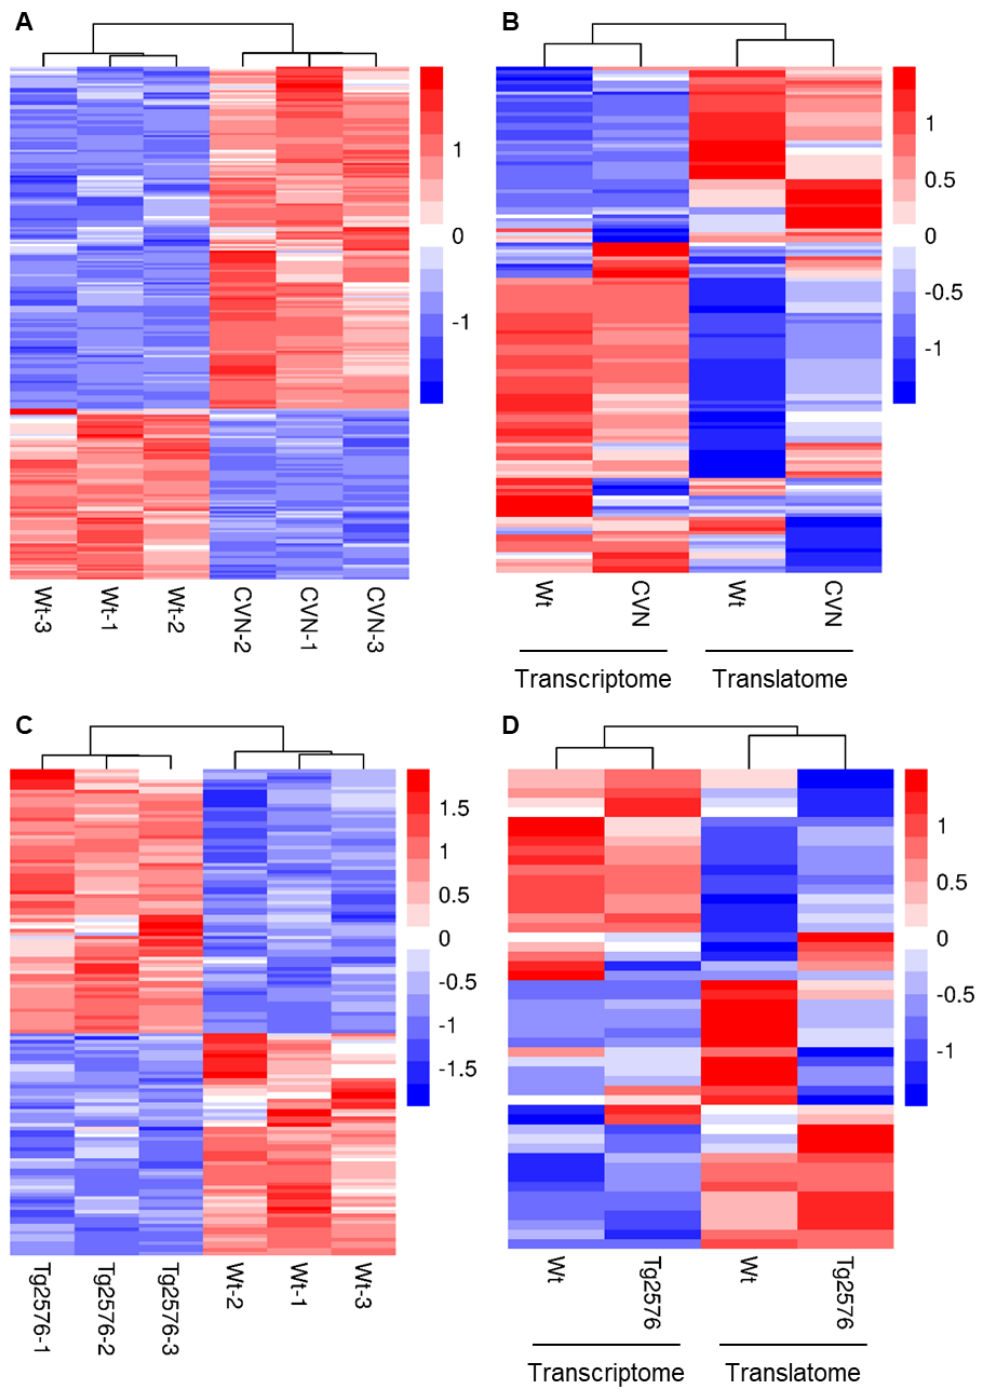 A
1
0
-1
Wt-3 Wt-1 Wt-2 CVN-2 CVN-1 CVN-3
B
1
0.5
0
-0.5
-1
Wt CVN Wt CVN
Transcriptome Translatome
C
1.5
1
0.5
0
-0.5
-1
-1.5
Tg2576-1 Tg2576-2 Tg2576-3 Wt-2 Wt-1 Wt-3
D
1
0.5
0
-0.5
-1
Wt Tg2576 Wt Tg2576
Transcriptome Translatome